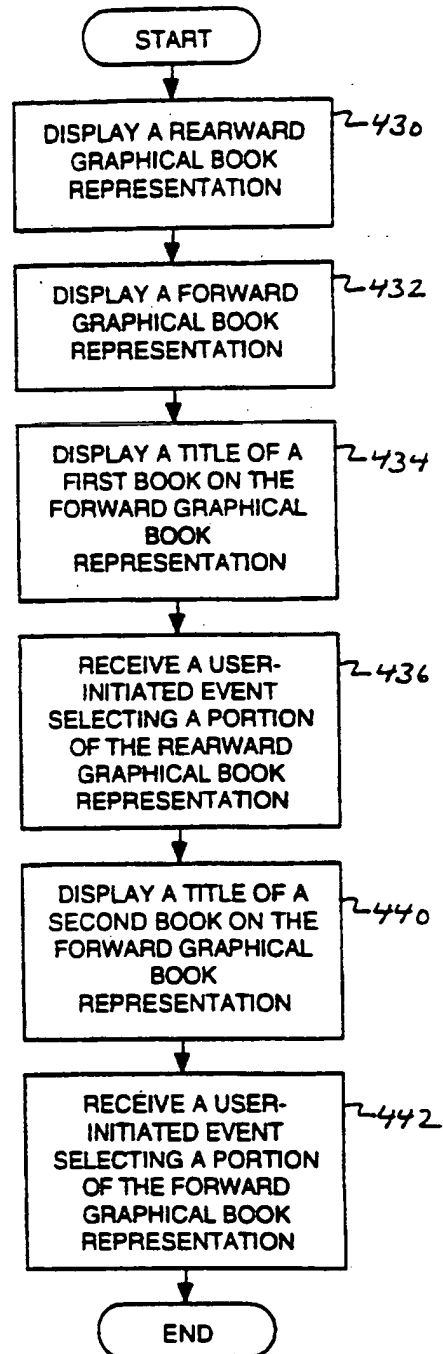 START
DISPLAY A REARWARD
GRAPHICAL BOOK
REPRESENTATION
430
DISPLAY A FORWARD
GRAPHICAL BOOK
REPRESENTATION
432
DISPLAY A TITLE OF A
FIRST BOOK ON THE
FORWARD GRAPHICAL
BOOK
REPRESENTATION
434
RECEIVE A USER-
INITIATED EVENT
SELECTING A PORTION
OF THE REARWARD
GRAPHICAL BOOK
REPRESENTATION
436
DISPLAY A TITLE OF A
SECOND BOOK ON THE
FORWARD GRAPHICAL
BOOK
REPRESENTATION
440
RECEIVE A USER-
INITIATED EVENT
SELECTING A PORTION
OF THE FORWARD
GRAPHICAL BOOK
REPRESENTATION
442
END